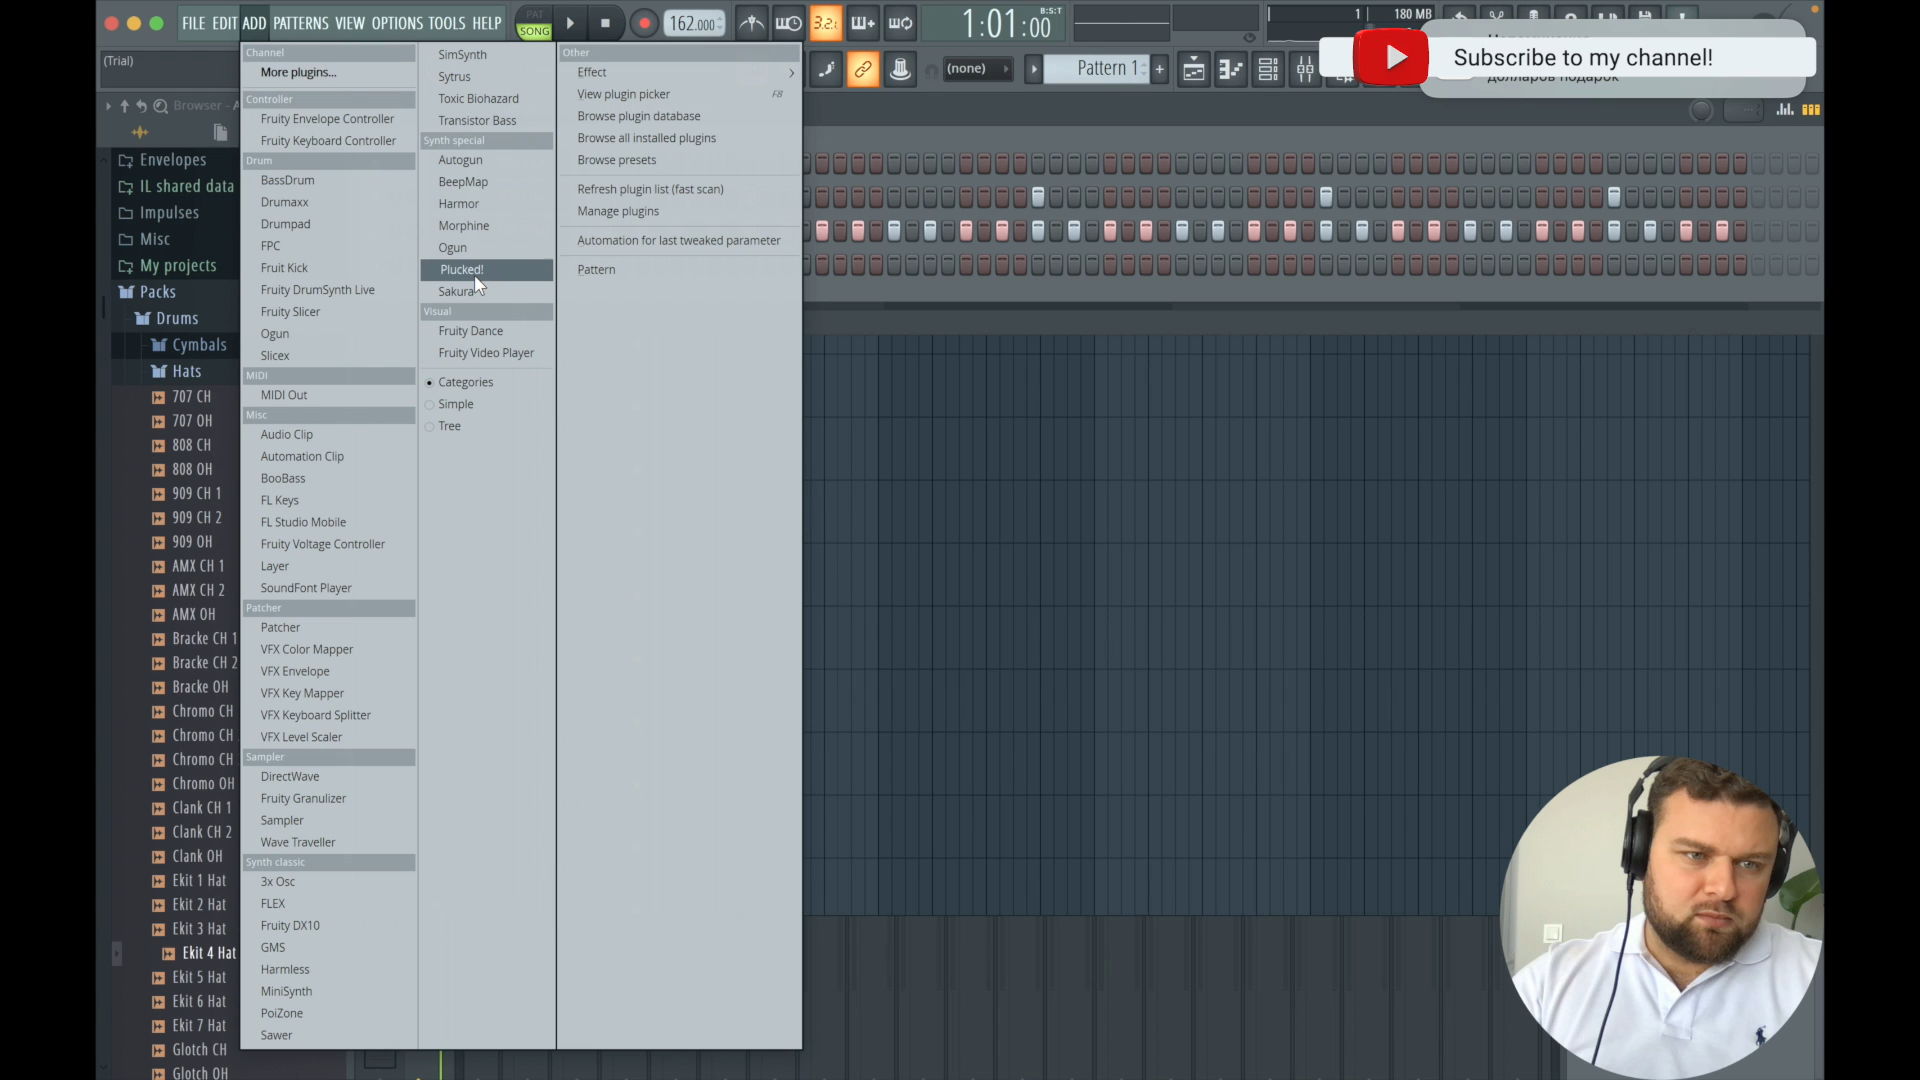 FILE EDIT ADD PATTERNS VIEW OPTIONS TOOLS HELP
PAT
SONG
162.000
3.2.
1:01:00
B:S:T
1
180 MB
(Trial)
(none)
Pattern 1
+
Subscribe to my channel!
долларов подарок
Browser - A
Envelopes
IL shared data
Impulses
Misc
My projects
Packs
Drums
Cymbals
Hats
707 CH
707 OH
808 CH
808 OH
909 CH 1
909 CH 2
909 OH
AMX CH 1
AMX CH 2
AMX OH
Bracke CH 1
Bracke CH 2
Bracke OH
Chromo CH
Chromo CH
Chromo CH
Chromo OH
Clank CH 1
Clank CH 2
Clank OH
Ekit 1 Hat
Ekit 2 Hat
Ekit 3 Hat
Ekit 4 Hat
Ekit 5 Hat
Ekit 6 Hat
Ekit 7 Hat
Glotch CH
Glotch OH
Channel
More plugins...
Controller
Fruity Envelope Controller
Fruity Keyboard Controller
Drum
BassDrum
Drumaxx
Drumpad
FPC
Fruit Kick
Fruity DrumSynth Live
Fruity Slicer
Ogun
Slicex
MIDI
MIDI Out
Misc
Audio Clip
Automation Clip
BooBass
FL Keys
FL Studio Mobile
Fruity Voltage Controller
Layer
SoundFont Player
Patcher
Patcher
VFX Color Mapper
VFX Envelope
VFX Key Mapper
VFX Keyboard Splitter
VFX Level Scaler
Sampler
DirectWave
Fruity Granulizer
Sampler
Wave Traveller
Synth classic
3x Osc
FLEX
Fruity DX10
GMS
Harmless
MiniSynth
PoiZone
Sawer
SimSynth
Sytrus
Toxic Biohazard
Transistor Bass
Synth special
Autogun
BeepMap
Harmor
Morphine
Ogun
Plucked!
Sakura
Visual
Fruity Dance
Fruity Video Player
Categories
Simple
Tree
Other
Effect
View plugin picker F8
Browse plugin database
Browse all installed plugins
Browse presets
Refresh plugin list (fast scan)
Manage plugins
Automation for last tweaked parameter
Pattern